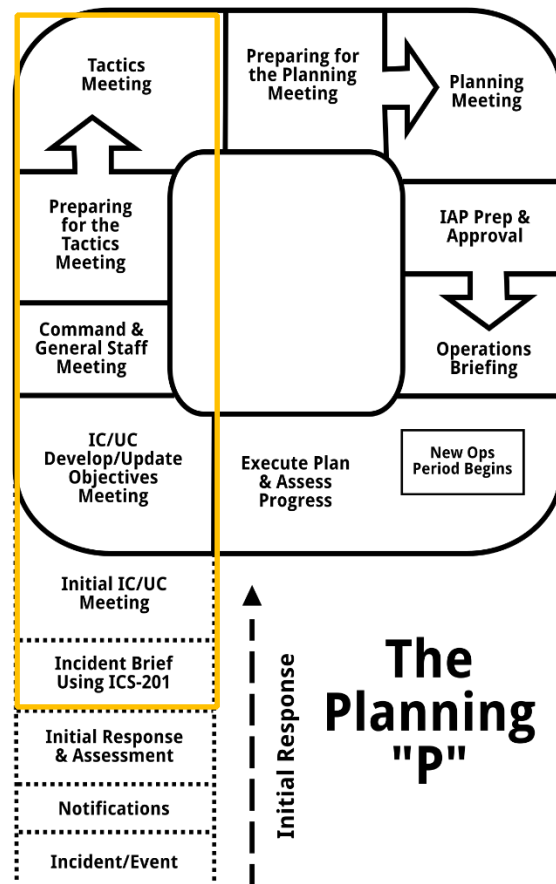 Tactics
Meeting
Preparing for
the Planning
Meeting
Planning
Meeting
Preparing
for the
Tactics
Meeting
IAP Prep &
Approval
Command &
General Staff
Meeting
Operations
Briefing
IC/UC
Develop/Update
Objectives
Meeting
Execute Plan
& Assess
Progress
New Ops
Period Begins
Initial IC/UC
Meeting
Incident Brief
Using ICS-201
Initial Response
& Assessment
Notifications
Incident/Event
Initial Response
The
Planning
"P"